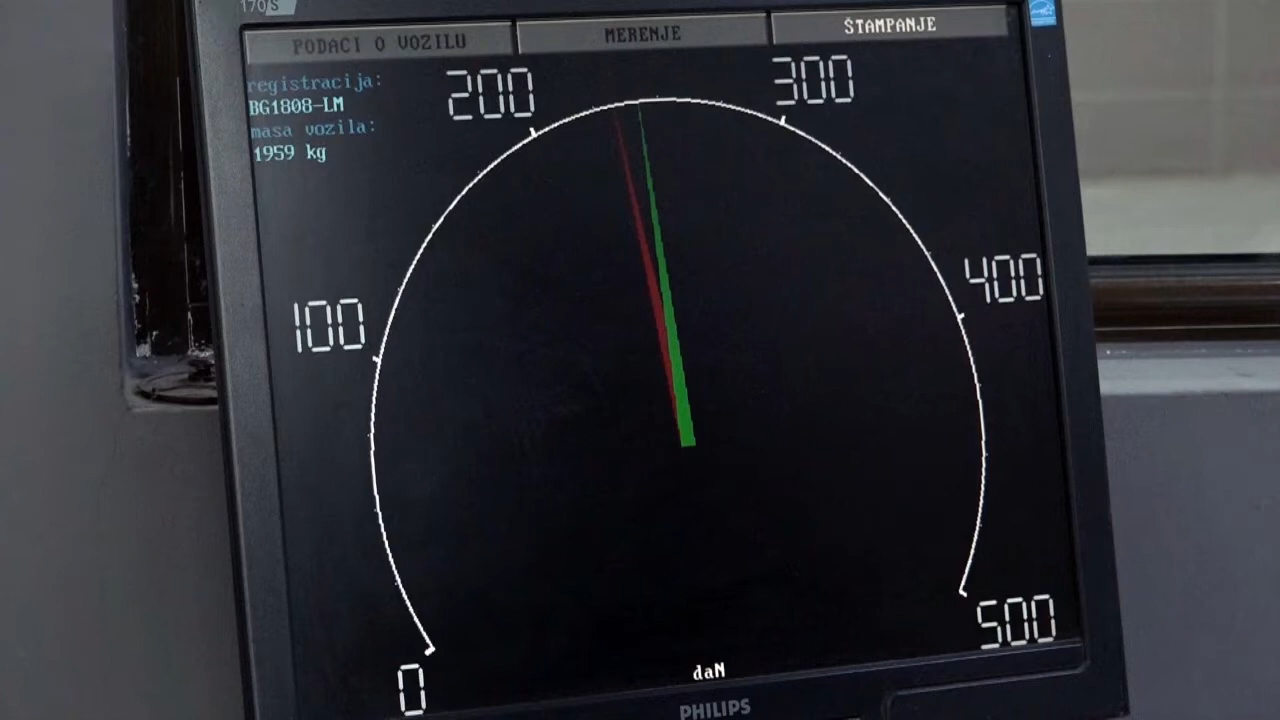 170S
PODACI O VOZILU
MERENJE
ŠTAMPANJE
registracija:
BG1808-LM
masa vozila:
1959 kg
200
300
100
400
0
500
daN
PHILIPS